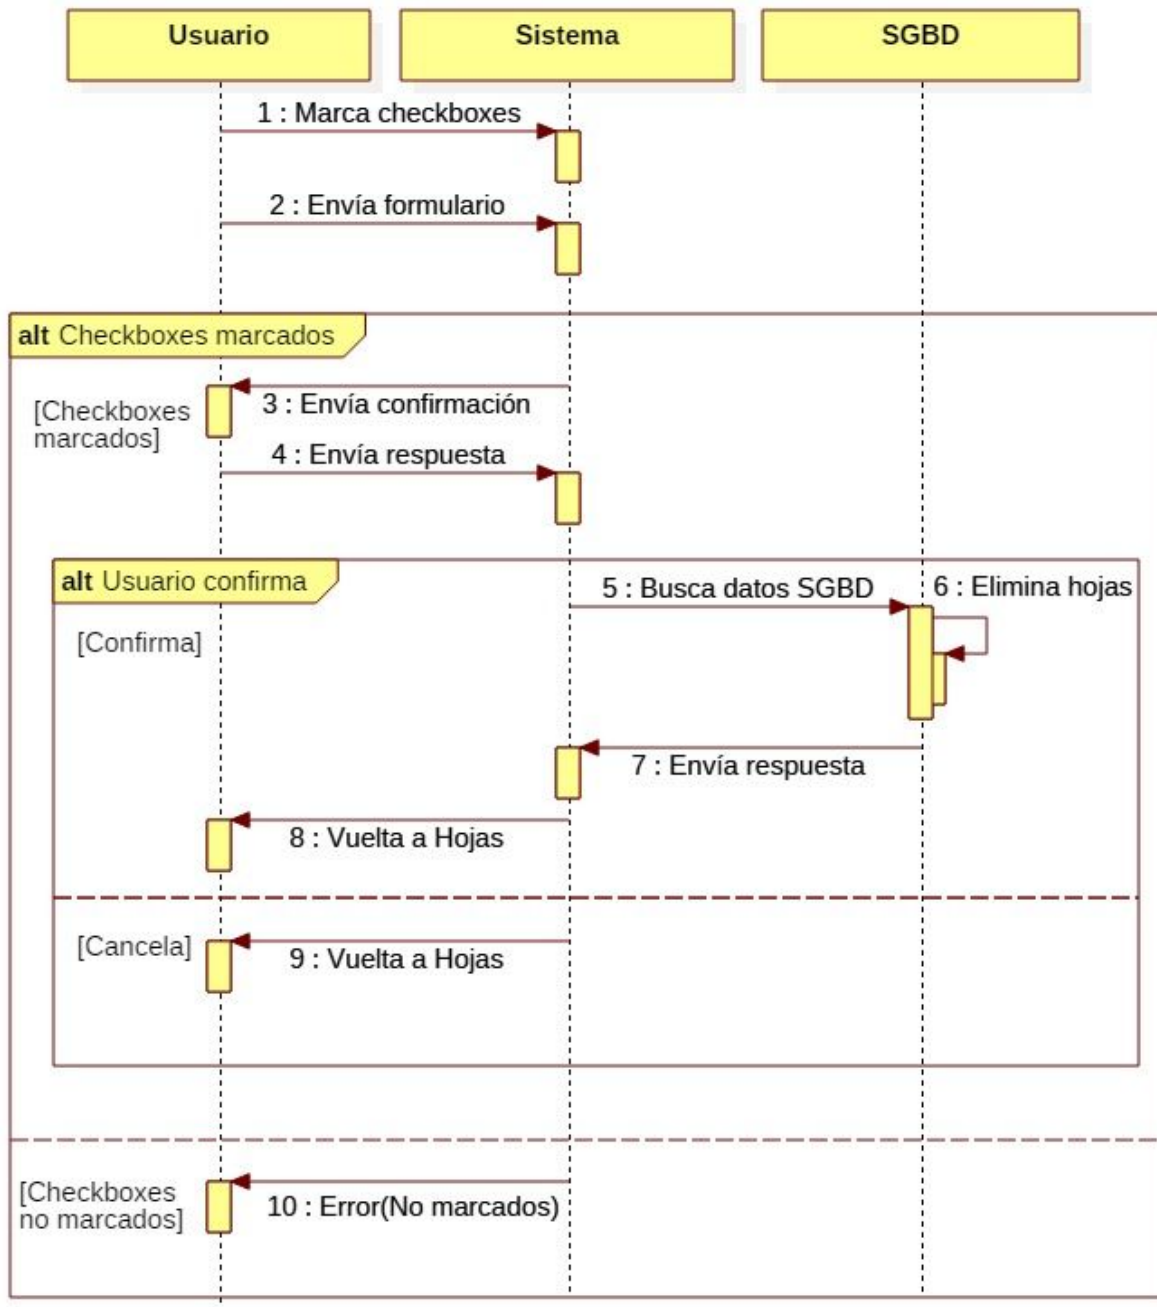 Usuario
Sistema
SGBD
1 : Marca checkboxes
2 : Envía formulario
alt Checkboxes marcados
[Checkboxes
marcados]
3 : Envía confirmación
4 : Envía respuesta
alt Usuario confirma
[Confirma]
5 : Busca datos SGBD
6 : Elimina hojas
7 : Envía respuesta
8 : Vuelta a Hojas
[Cancela]
9 : Vuelta a Hojas
[Checkboxes
no marcados]
10 : Error(No marcados)